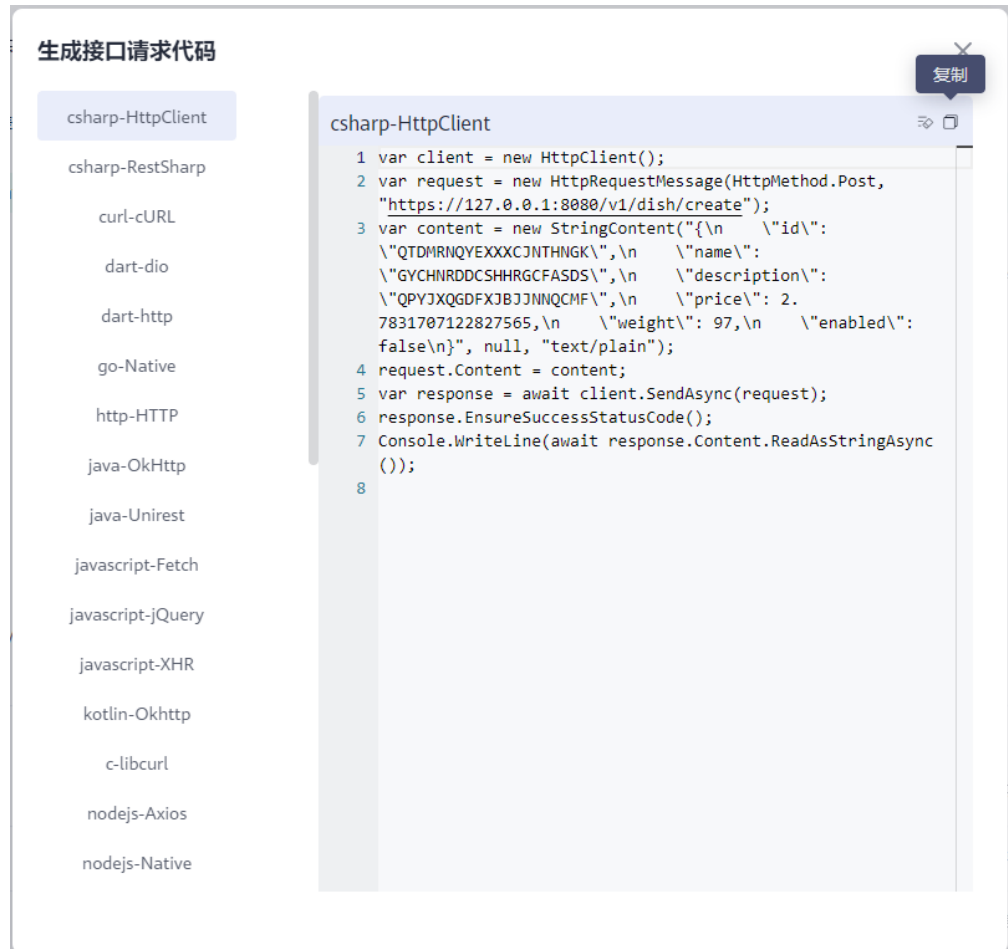 生成接口请求代码
复制
csharp-HttpClient
csharp-RestSharp
curl-cURL
dart-dio
dart-http
go-Native
http-HTTP
java-OkHttp
java-Unirest
javascript-Fetch
javascript-jQuery
javascript-XHR
kotlin-Okhttp
c-libcurl
nodejs-Axios
nodejs-Native
csharp-HttpClient
1 var client = new HttpClient();
2 var request = new HttpRequestMessage(HttpMethod.Post,
"https://127.0.0.1:8080/v1/dish/create");
3 var content = new StringContent("{\n    \"id\":
\"QTDMRNQYEXXXCJNTHNGK\",\n    \"name\":
\"GYCHNRDDCSHHRGCFASDS\",\n    \"description\":
\"QPYJXQGDFXJBJJNNQCMF\",\n    \"price\": 2.
7831707122827565,\n    \"weight\": 97,\n    \"enabled\":
false\n}", null, "text/plain");
4 request.Content = content;
5 var response = await client.SendAsync(request);
6 response.EnsureSuccessStatusCode();
7 Console.WriteLine(await response.Content.ReadAsStringAsync
());
8